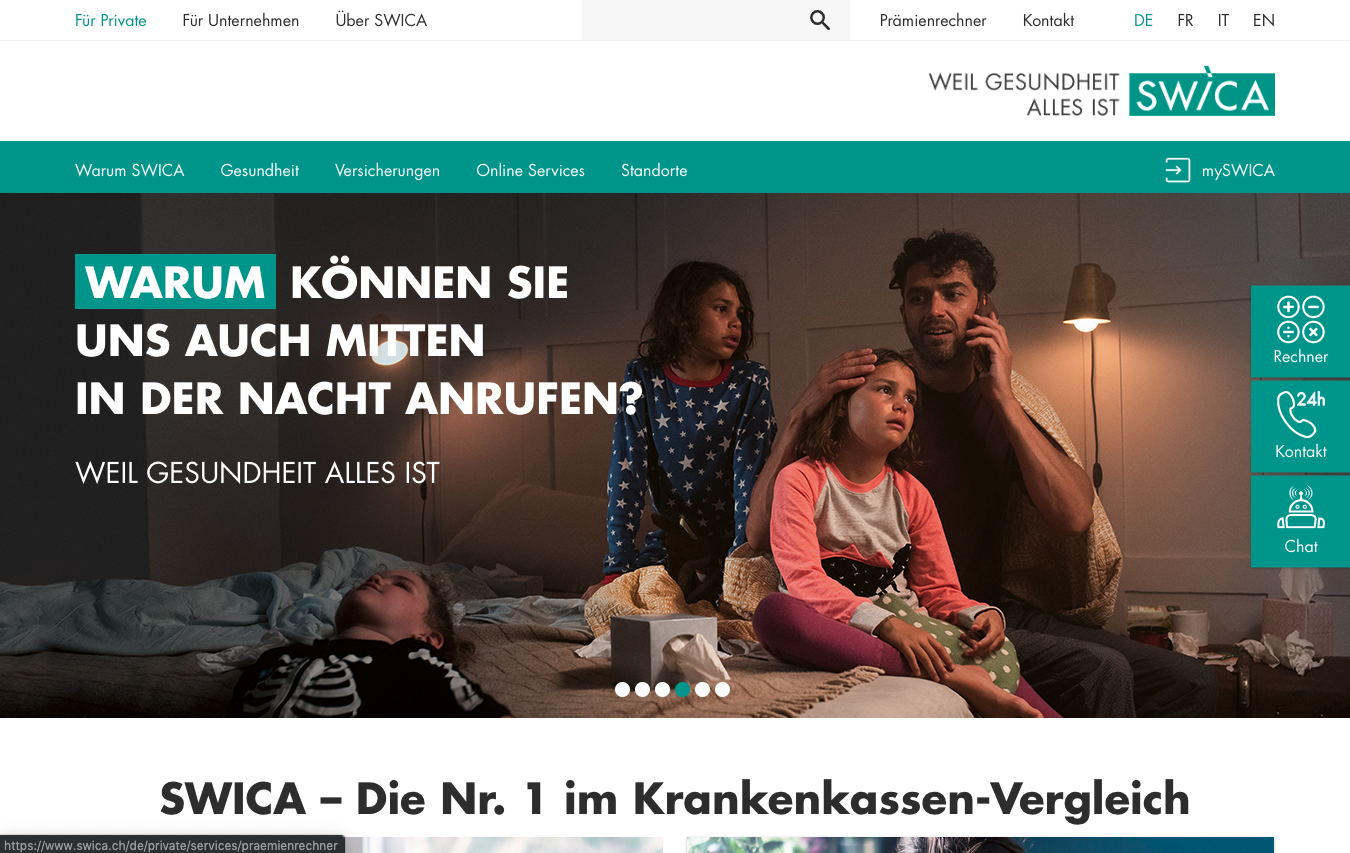 Für Private Für Unternehmen Über SWICA Prämienrechner Kontakt DE FR IT EN
WEIL GESUNDHEIT
ALLES IST
SWICA
Warum SWICA Gesundheit Versicherungen Online Services Standorte mySWICA
WARUM KÖNNEN SIE
UNS AUCH MITTEN
IN DER NACHT ANRUFEN?
WEIL GESUNDHEIT ALLES IST
Rechner
24h
Kontakt
Chat
SWICA – Die Nr. 1 im Krankenkassen-Vergleich
https://www.swica.ch/de/private/services/praemienrechner